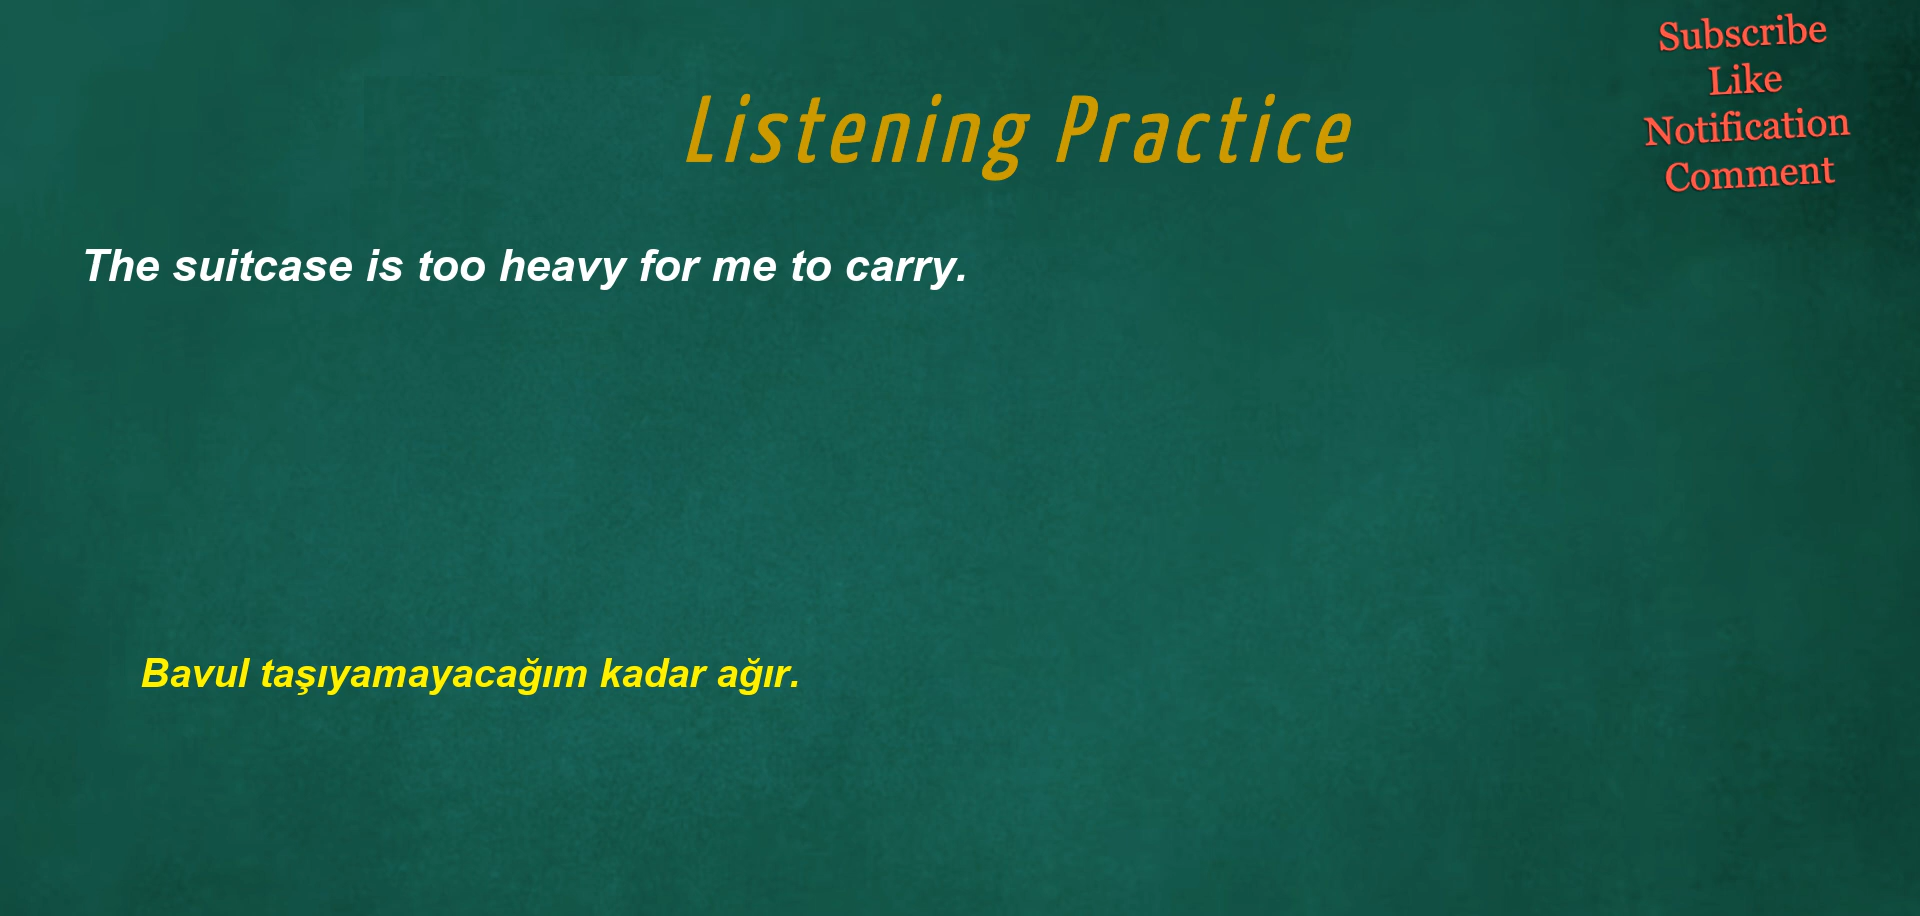 Subscribe
Like
Notification
Comment
Listening Practice
The suitcase is too heavy for me to carry.
Bavul taşıyamayacağım kadar ağır.